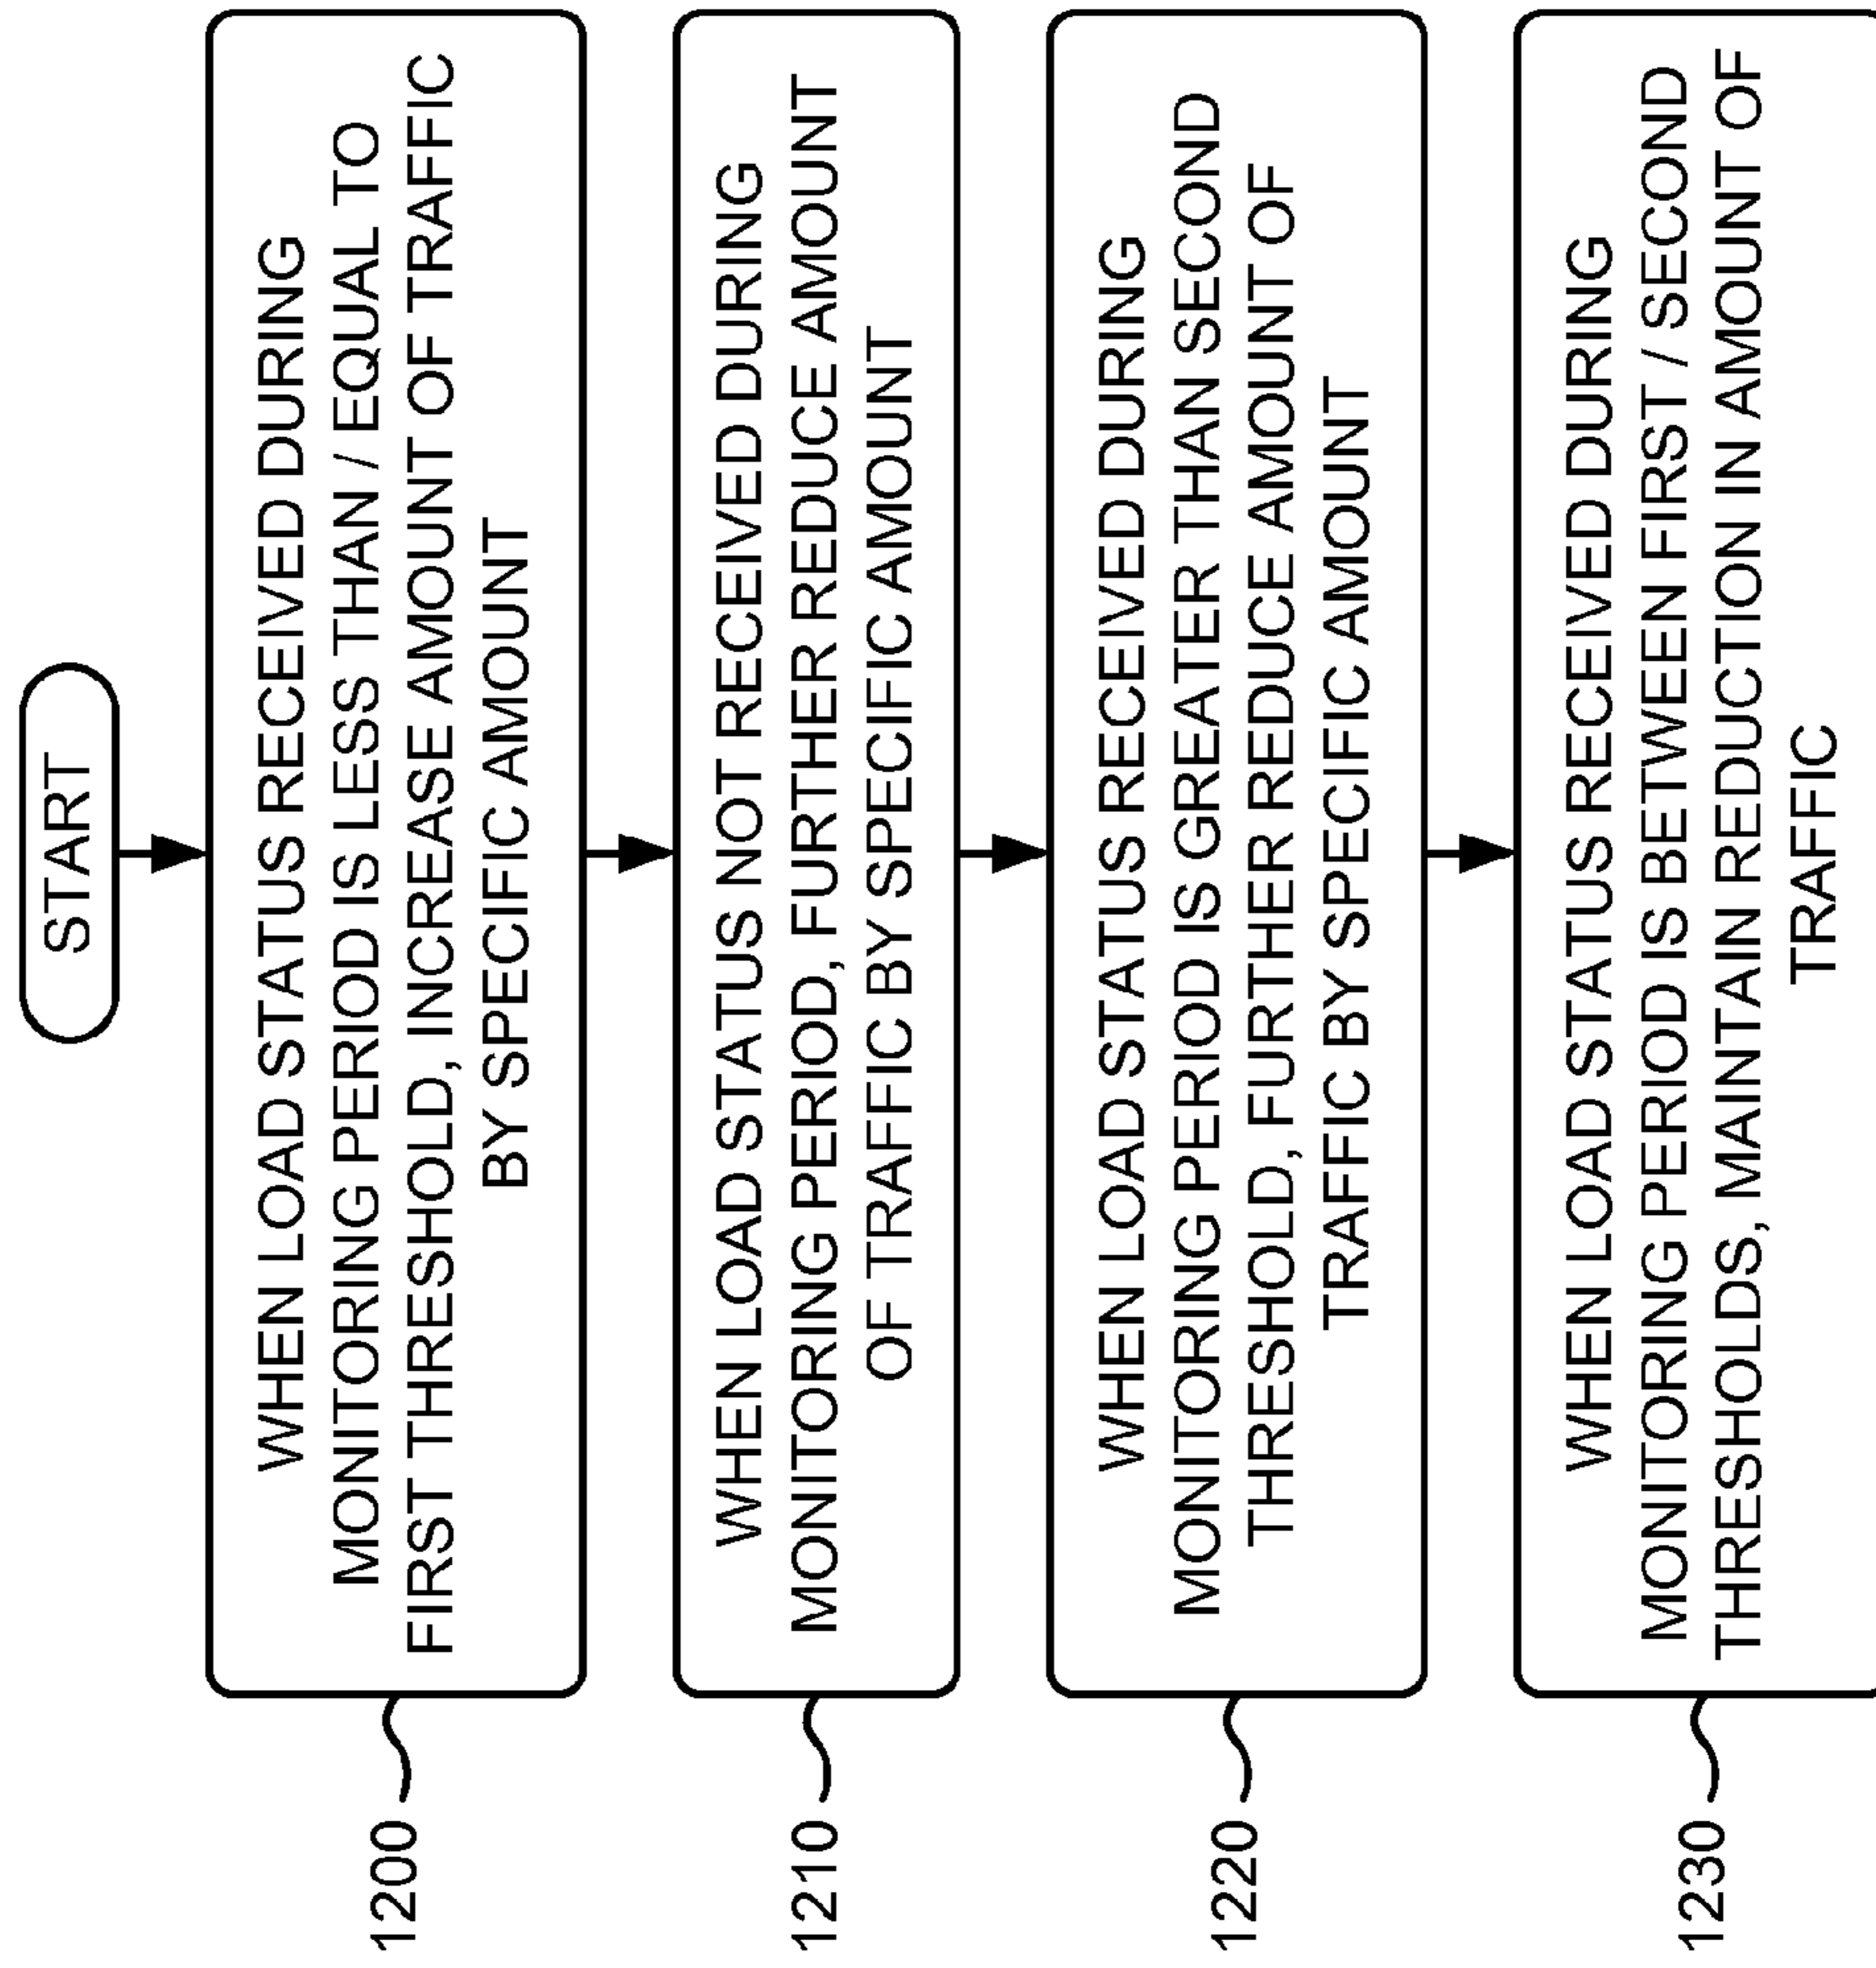 START
WHEN LOAD STATUS RECEIVED DURING
MONITORING PERIOD IS LESS THAN / EQUAL TO
FIRST THRESHOLD, INCREASE AMOUNT OF TRAFFIC
BY SPECIFIC AMOUNT
1200
WHEN LOAD STATUS NOT RECEIVED DURING
MONITORING PERIOD, FURTHER REDUCE AMOUNT
OF TRAFFIC BY SPECIFIC AMOUNT
1210
WHEN LOAD STATUS RECEIVED DURING
MONITORING PERIOD IS GREATER THAN SECOND
THRESHOLD, FURTHER REDUCE AMOUNT OF
TRAFFIC BY SPECIFIC AMOUNT
1220
WHEN LOAD STATUS RECEIVED DURING
MONITORING PERIOD IS BETWEEN FIRST / SECOND
THRESHOLDS, MAINTAIN REDUCTION IN AMOUNT OF
TRAFFIC
1230